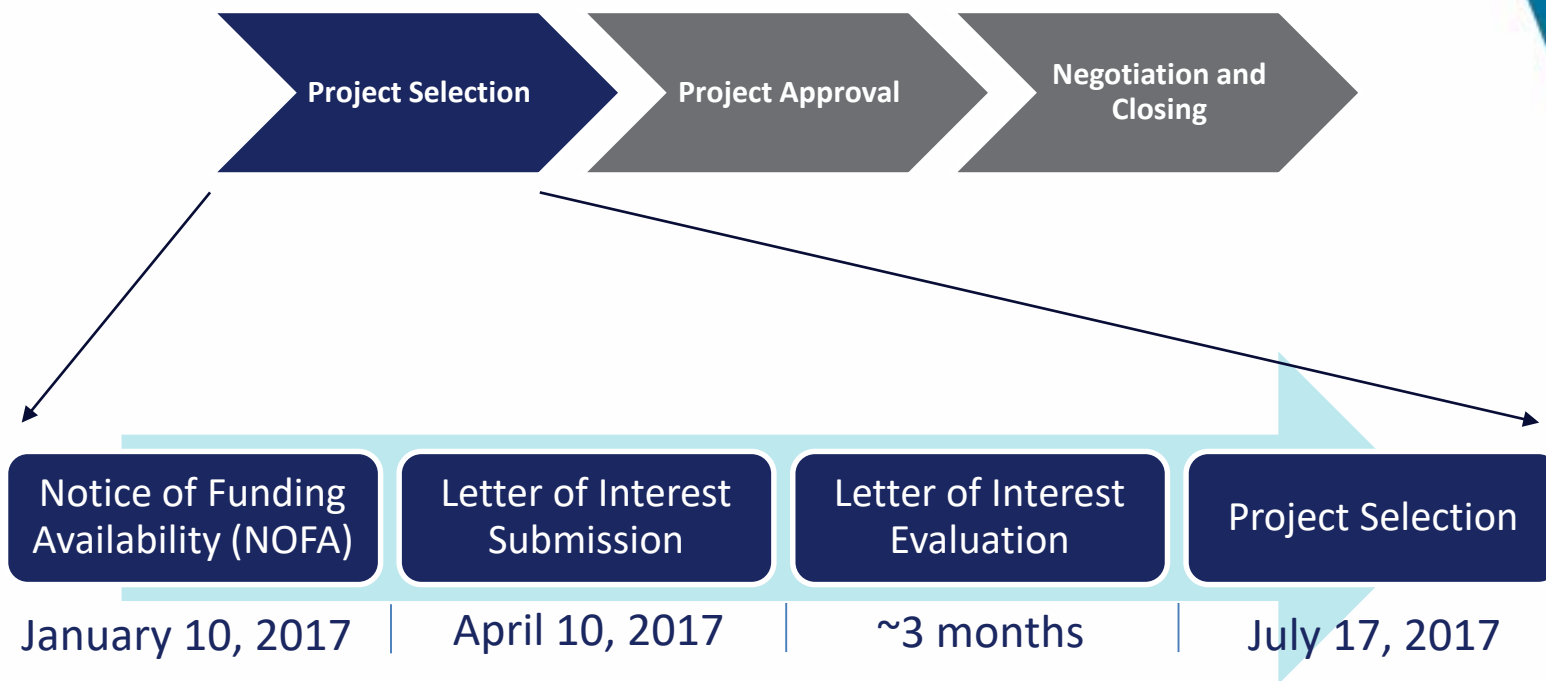 Project Selection
Project Approval
Negotiation and
Closing
Notice of Funding
Availability (NOFA)
Letter of Interest
Submission
Letter of Interest
Evaluation
Project Selection
January 10, 2017
April 10, 2017
~3 months
July 17, 2017